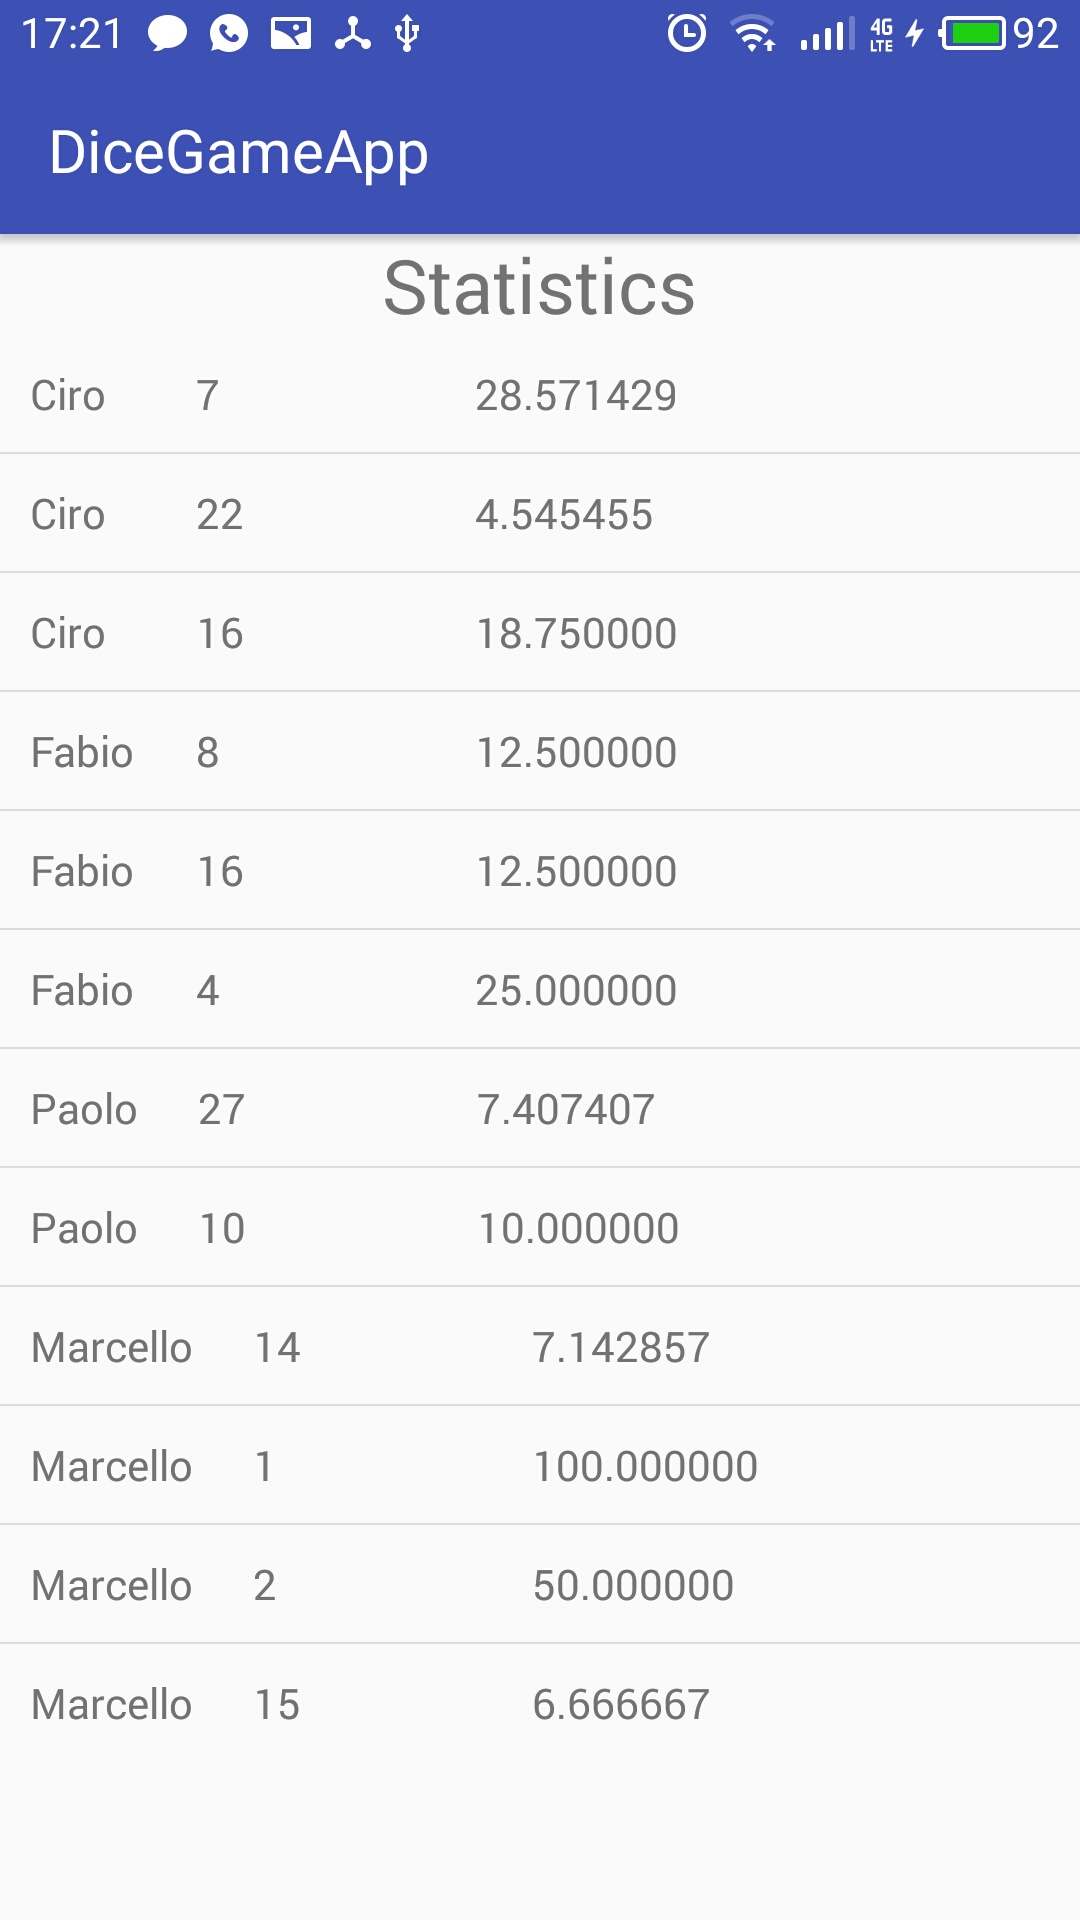 17:21 4G LTE 92
DiceGameApp
Statistics
Ciro 7 28.571429
Ciro 22 4.545455
Ciro 16 18.750000
Fabio 8 12.500000
Fabio 16 12.500000
Fabio 4 25.000000
Paolo 27 7.407407
Paolo 10 10.000000
Marcello 14 7.142857
Marcello 1 100.000000
Marcello 2 50.000000
Marcello 15 6.666667